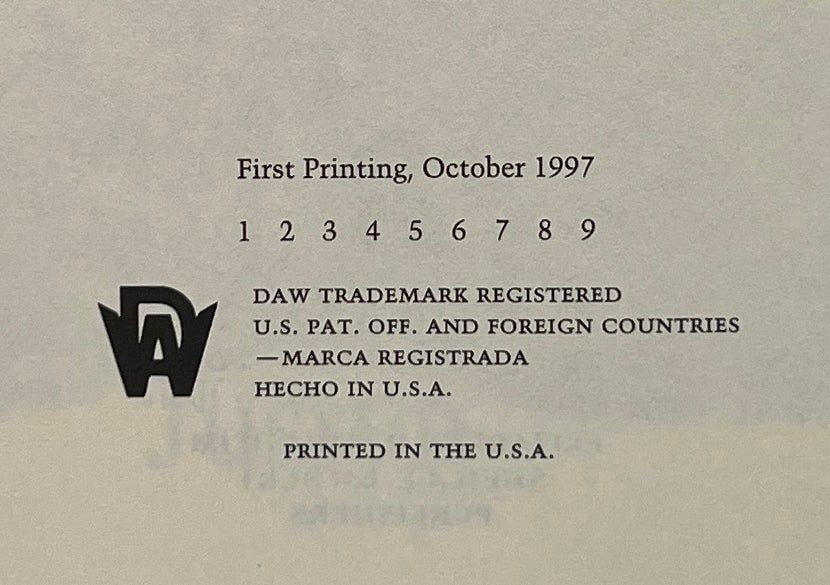 First Printing, October 1997
1 2 3 4 5 6 7 8 9
DAW
DAW TRADEMARK REGISTERED
U.S. PAT. OFF. AND FOREIGN COUNTRIES
—MARCA REGISTRADA
HECHO IN U.S.A.
PRINTED IN THE U.S.A.